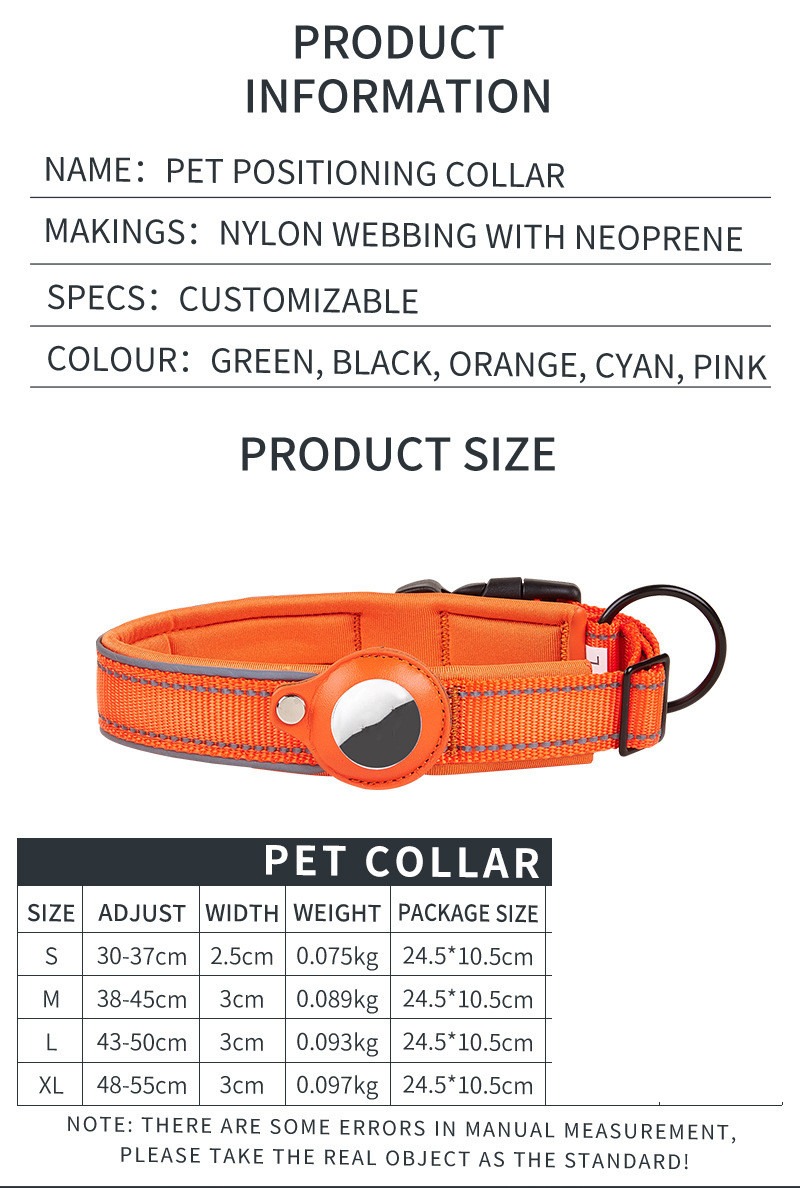 PRODUCT
INFORMATION
NAME：PET POSITIONING COLLAR
MAKINGS：NYLON WEBBING WITH NEOPRENE
SPECS：CUSTOMIZABLE
COLOUR：GREEN, BLACK, ORANGE, CYAN, PINK
PRODUCT SIZE
PET COLLAR
SIZE ADJUST WIDTH WEIGHT PACKAGE SIZE
S 30-37cm 2.5cm 0.075kg 24.5*10.5cm
M 38-45cm 3cm 0.089kg 24.5*10.5cm
L 43-50cm 3cm 0.093kg 24.5*10.5cm
XL 48-55cm 3cm 0.097kg 24.5*10.5cm
NOTE: THERE ARE SOME ERRORS IN MANUAL MEASUREMENT,
PLEASE TAKE THE REAL OBJECT AS THE STANDARD!